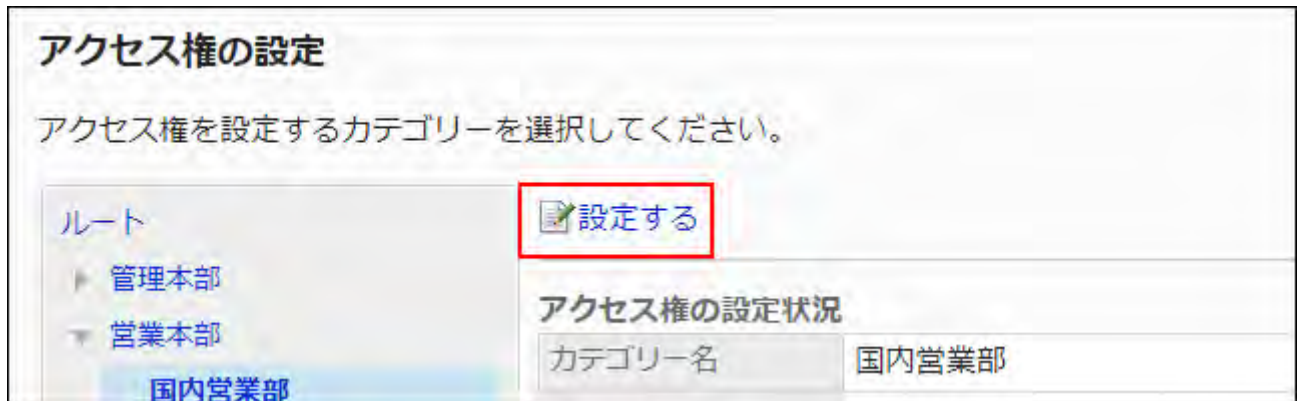 アクセス権の設定
アクセス権を設定するカテゴリーを選択してください。
ルート
管理本部
営業本部
国内営業部
設定する
アクセス権の設定状況
カテゴリー名 国内営業部